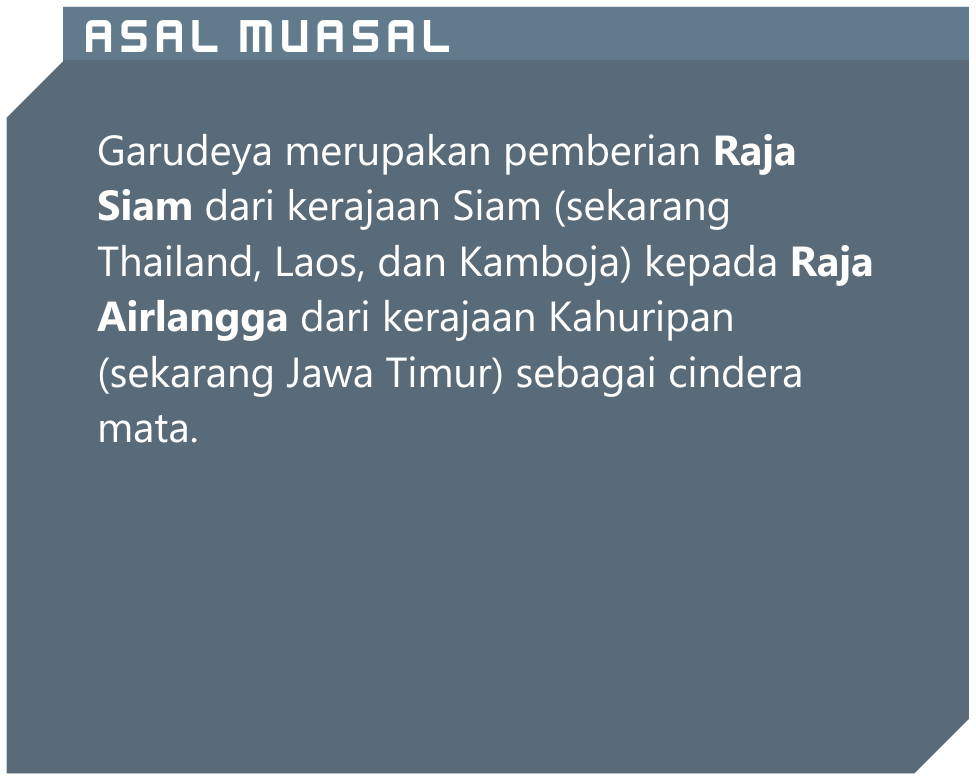 ASAL MUASAL
Garudeya merupakan pemberian Raja
Siam dari kerajaan Siam (sekarang
Thailand, Laos, dan Kamboja) kepada Raja
Airlangga dari kerajaan Kahuripan
(sekarang Jawa Timur) sebagai cindera
mata.